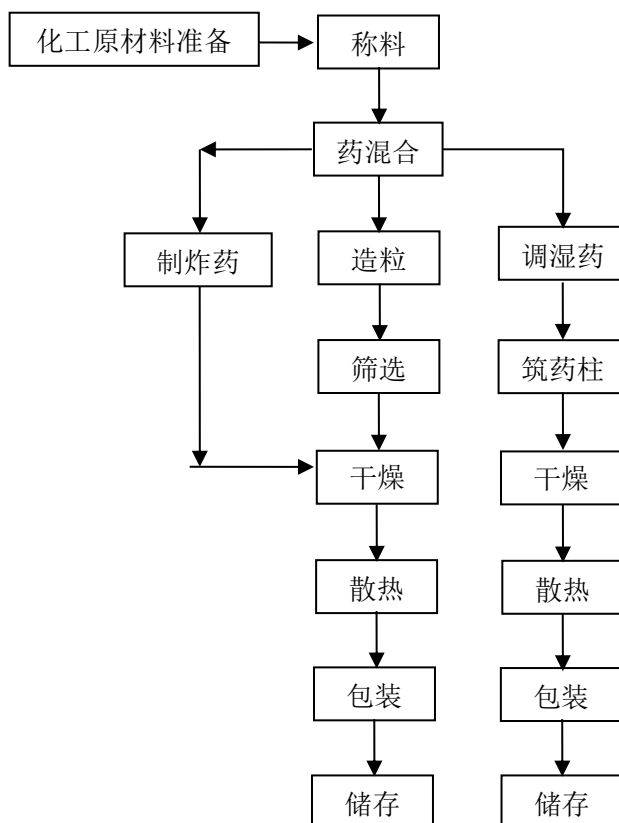 化工原材料准备
称料
药混合
制炸药
造粒
调湿药
筛选
筑药柱
干燥
干燥
散热
散热
包装
包装
储存
储存